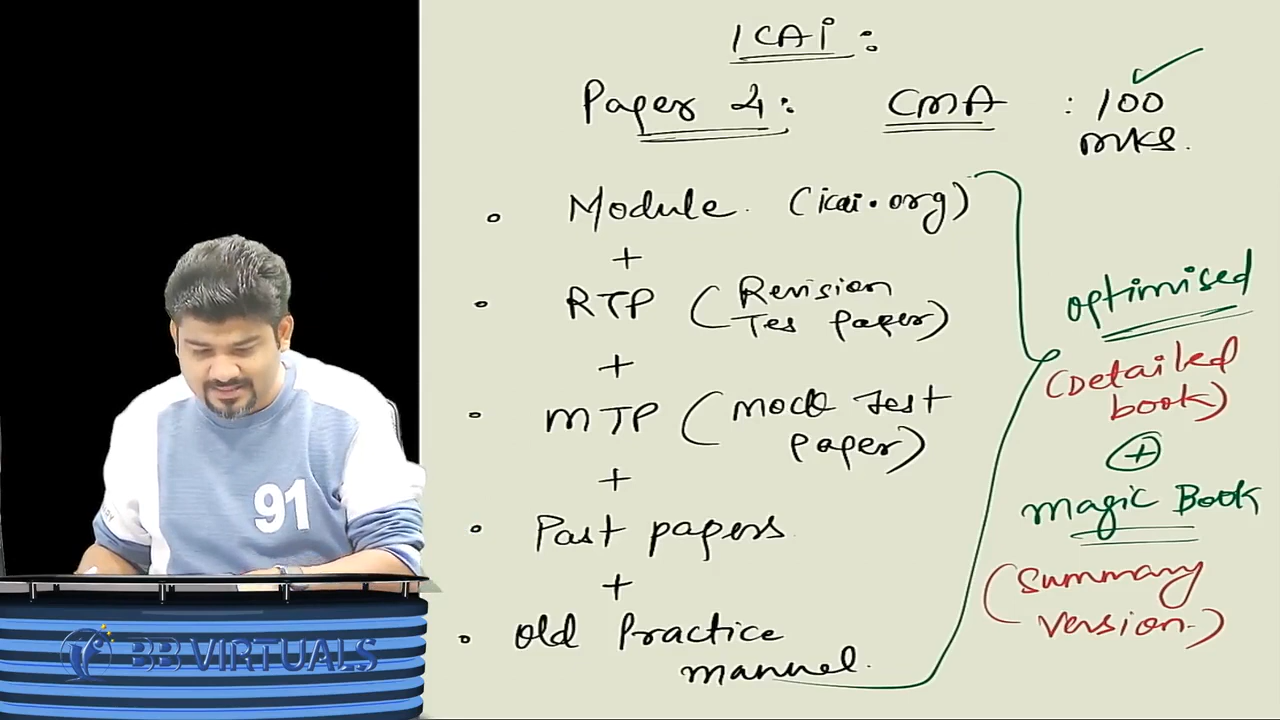 ICAI :
Paper 4 : CMA : 100
mks.
• Module. (icai.org)
+
• RTP (Revision
Tes paper)
+
• MTP (mock test
paper)
+
• Past papers
+
• Old Practice
manuel.
optimised
(Detailed
book)
+
magic Book
(Summary
version.)
91
BB VIRTUALS